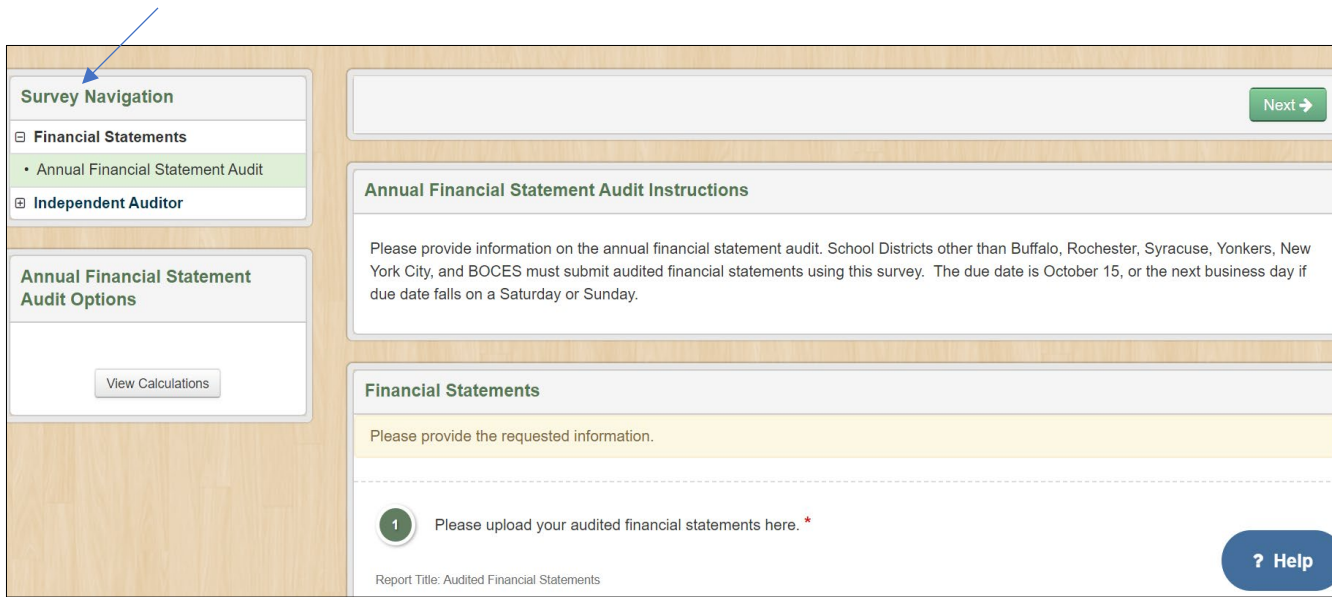 Survey Navigation
Financial Statements
• Annual Financial Statement Audit
Independent Auditor
Annual Financial Statement
Audit Options
View Calculations
Next
Annual Financial Statement Audit Instructions
Please provide information on the annual financial statement audit. School Districts other than Buffalo, Rochester, Syracuse, Yonkers, New
York City, and BOCES must submit audited financial statements using this survey. The due date is October 15, or the next business day if
due date falls on a Saturday or Sunday.
Financial Statements
Please provide the requested information.
1 Please upload your audited financial statements here. *
Report Title: Audited Financial Statements
? Help